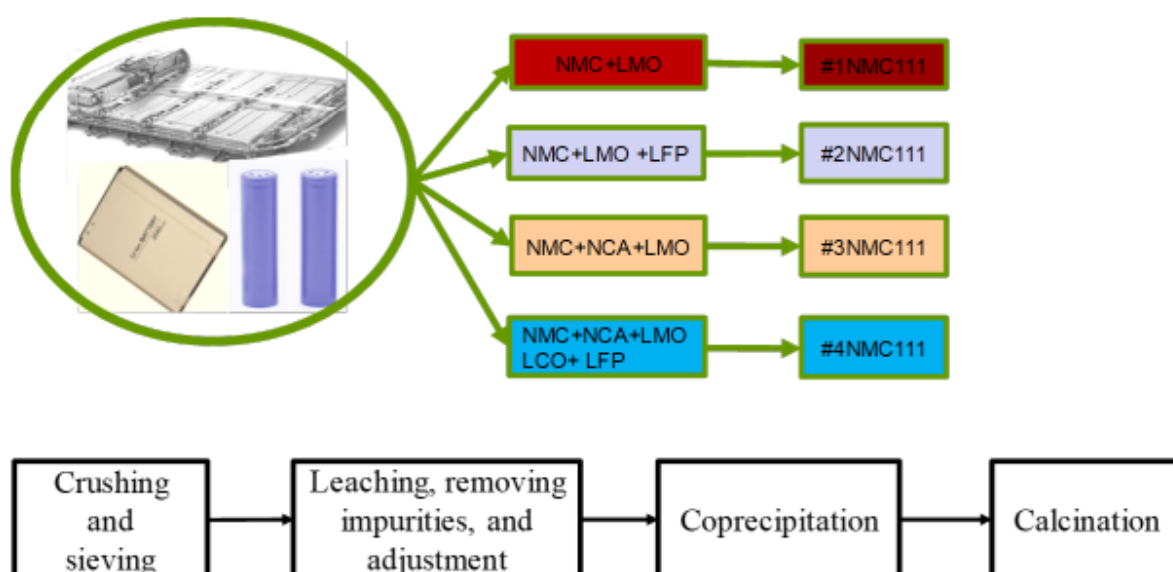 NMC+LMO
#1NMC111
NMC+LMO +LFP
#2NMC111
NMC+NCA+LMO
#3NMC111
NMC+NCA+LMO
LCO+ LFP
#4NMC111
Crushing
and
sieving
Leaching, removing
impurities, and
adjustment
Coprecipitation
Calcination